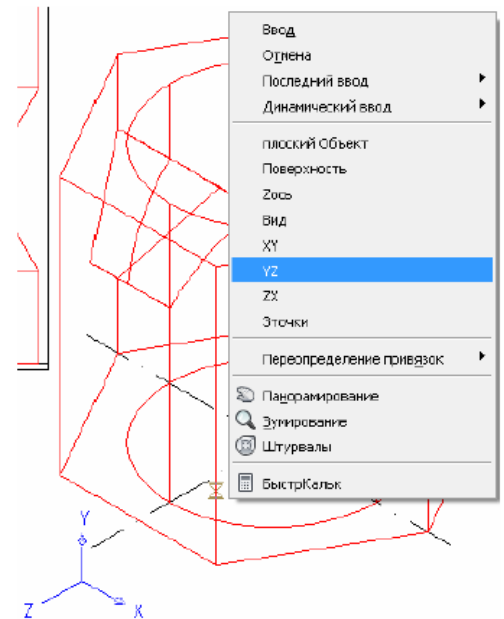 Ввод
Отмена
Последний ввод
Динамический ввод
плоский Объект
Поверхность
Zось
Вид
XY
YZ
ZX
3точки
Переопределение привязок
Панорамирование
Зумирование
Штурвалы
БыстрКальк
Y
Z
X